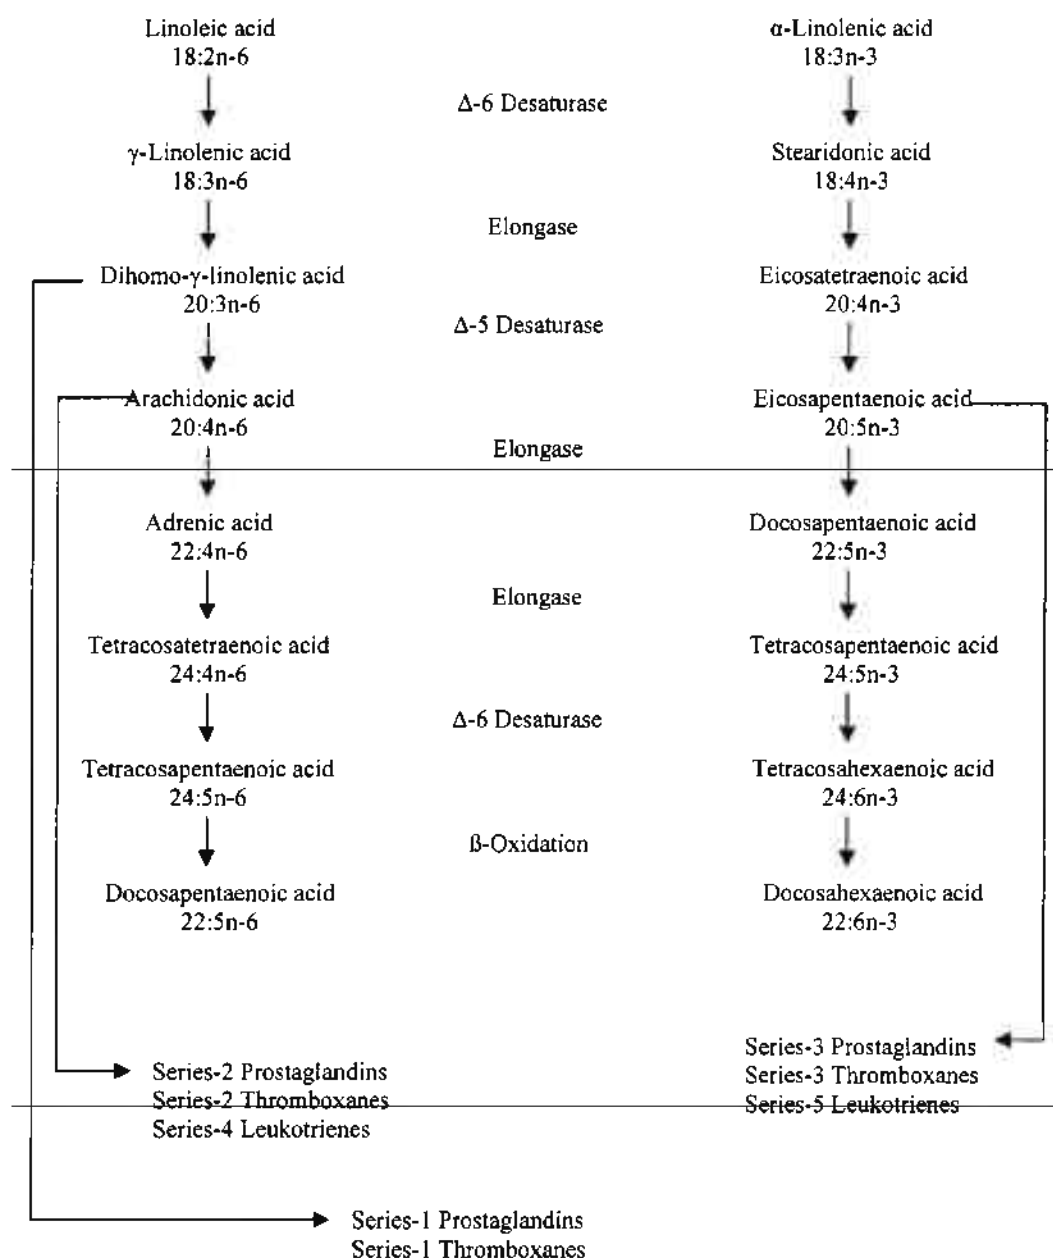 Linoleic acid
18:2n-6
α-Linolenic acid
18:3n-3
Δ-6 Desaturase
γ-Linolenic acid
18:3n-6
Stearidonic acid
18:4n-3
Elongase
Dihomo-γ-linolenic acid
20:3n-6
Eicosatetraenoic acid
20:4n-3
Δ-5 Desaturase
Arachidonic acid
20:4n-6
Eicosapentaenoic acid
20:5n-3
Elongase
Adrenic acid
22:4n-6
Docosapentaenoic acid
22:5n-3
Elongase
Tetracosatetraenoic acid
24:4n-6
Tetracosapentaenoic acid
24:5n-3
Δ-6 Desaturase
Tetracosapentaenoic acid
24:5n-6
Tetracosahexaenoic acid
24:6n-3
ß-Oxidation
Docosapentaenoic acid
22:5n-6
Docosahexaenoic acid
22:6n-3
Series-3 Prostaglandins
Series-3 Thromboxanes
Series-5 Leukotrienes
Series-2 Prostaglandins
Series-2 Thromboxanes
Series-4 Leukotrienes
Series-1 Prostaglandins
Series-1 Thromboxanes